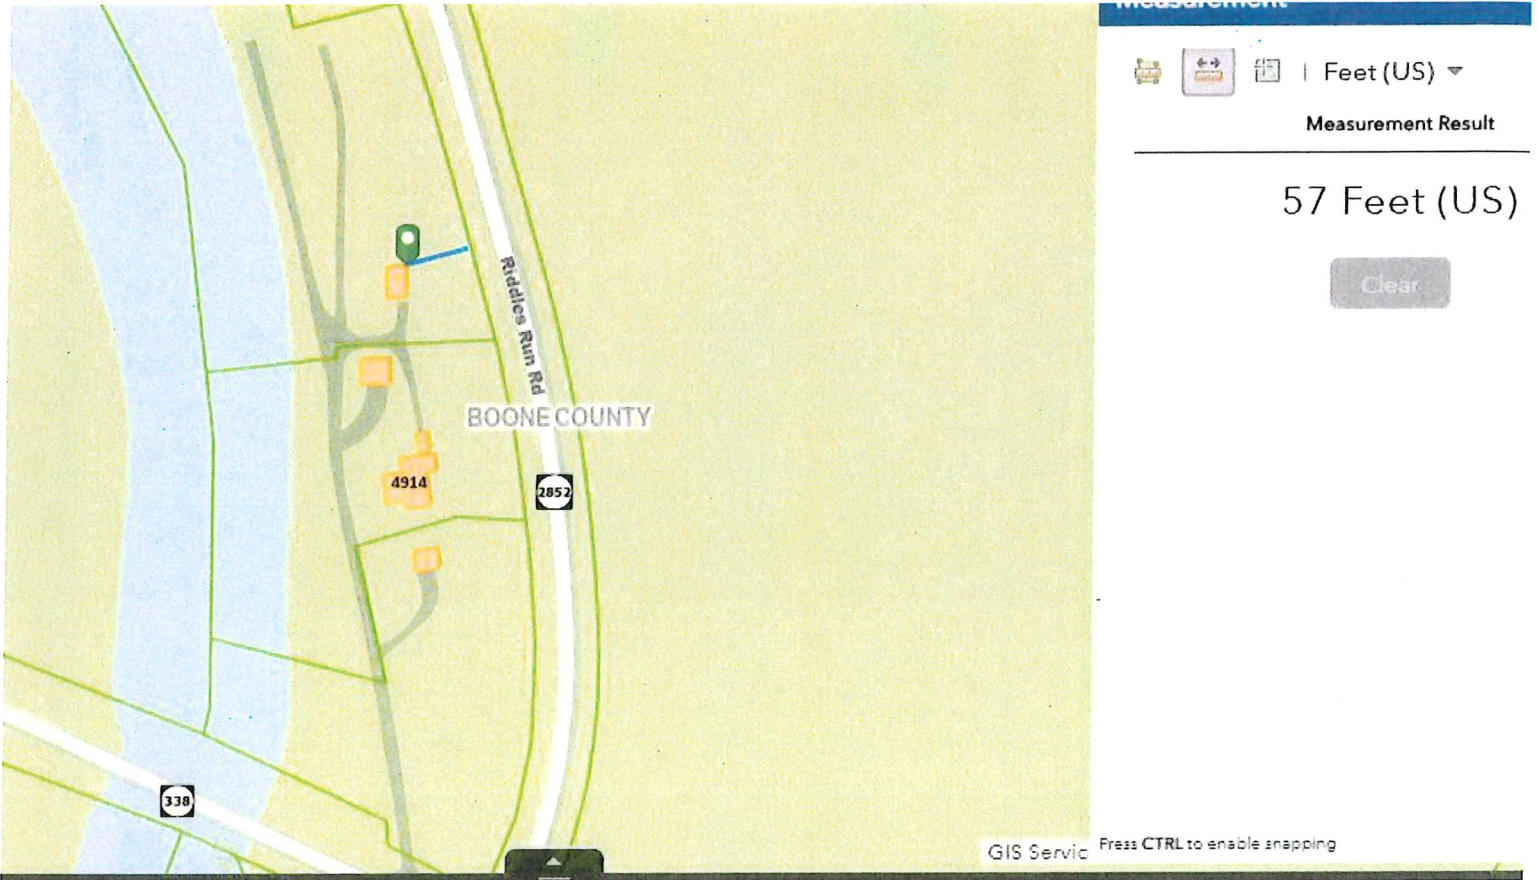 Measurement
Feet (US)
Measurement Result
57 Feet (US)
Clear
Riddles Run Rd
BOONE COUNTY
4914
2852
338
GIS Servic
Press CTRL to enable snapping